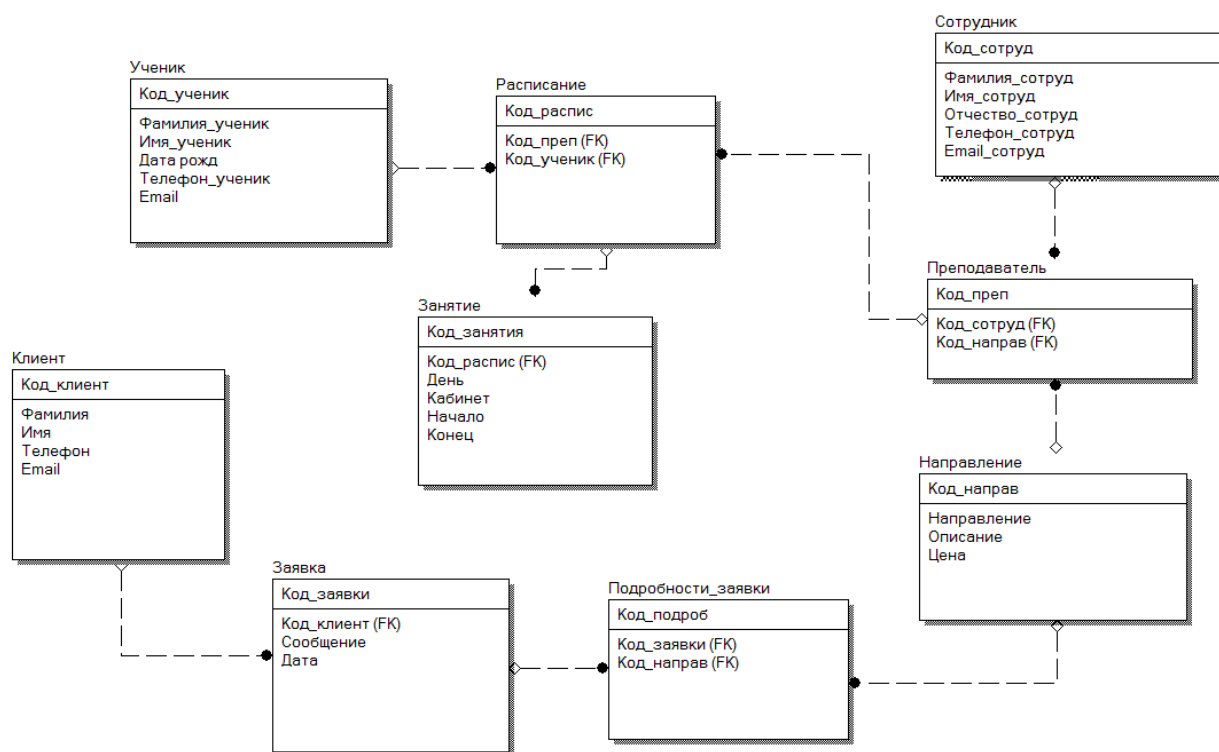 Сотрудник
Код_сотруд
Фамилия_сотруд
Имя_сотруд
Отчество_сотруд
Телефон_сотруд
Email_сотруд
Ученик
Код_ученик
Фамилия_ученик
Имя_ученик
Дата рожд
Телефон_ученик
Email
Расписание
Код_распис
Код_преп (FK)
Код_ученик (FK)
Преподаватель
Код_преп
Код_сотруд (FK)
Код_направ (FK)
Занятие
Код_занятия
Код_распис (FK)
День
Кабинет
Начало
Конец
Клиент
Код_клиент
Фамилия
Имя
Телефон
Email
Направление
Код_направ
Направление
Описание
Цена
Заявка
Код_заявки
Код_клиент (FK)
Сообщение
Дата
Подробности_заявки
Код_подроб
Код_заявки (FK)
Код_направ (FK)